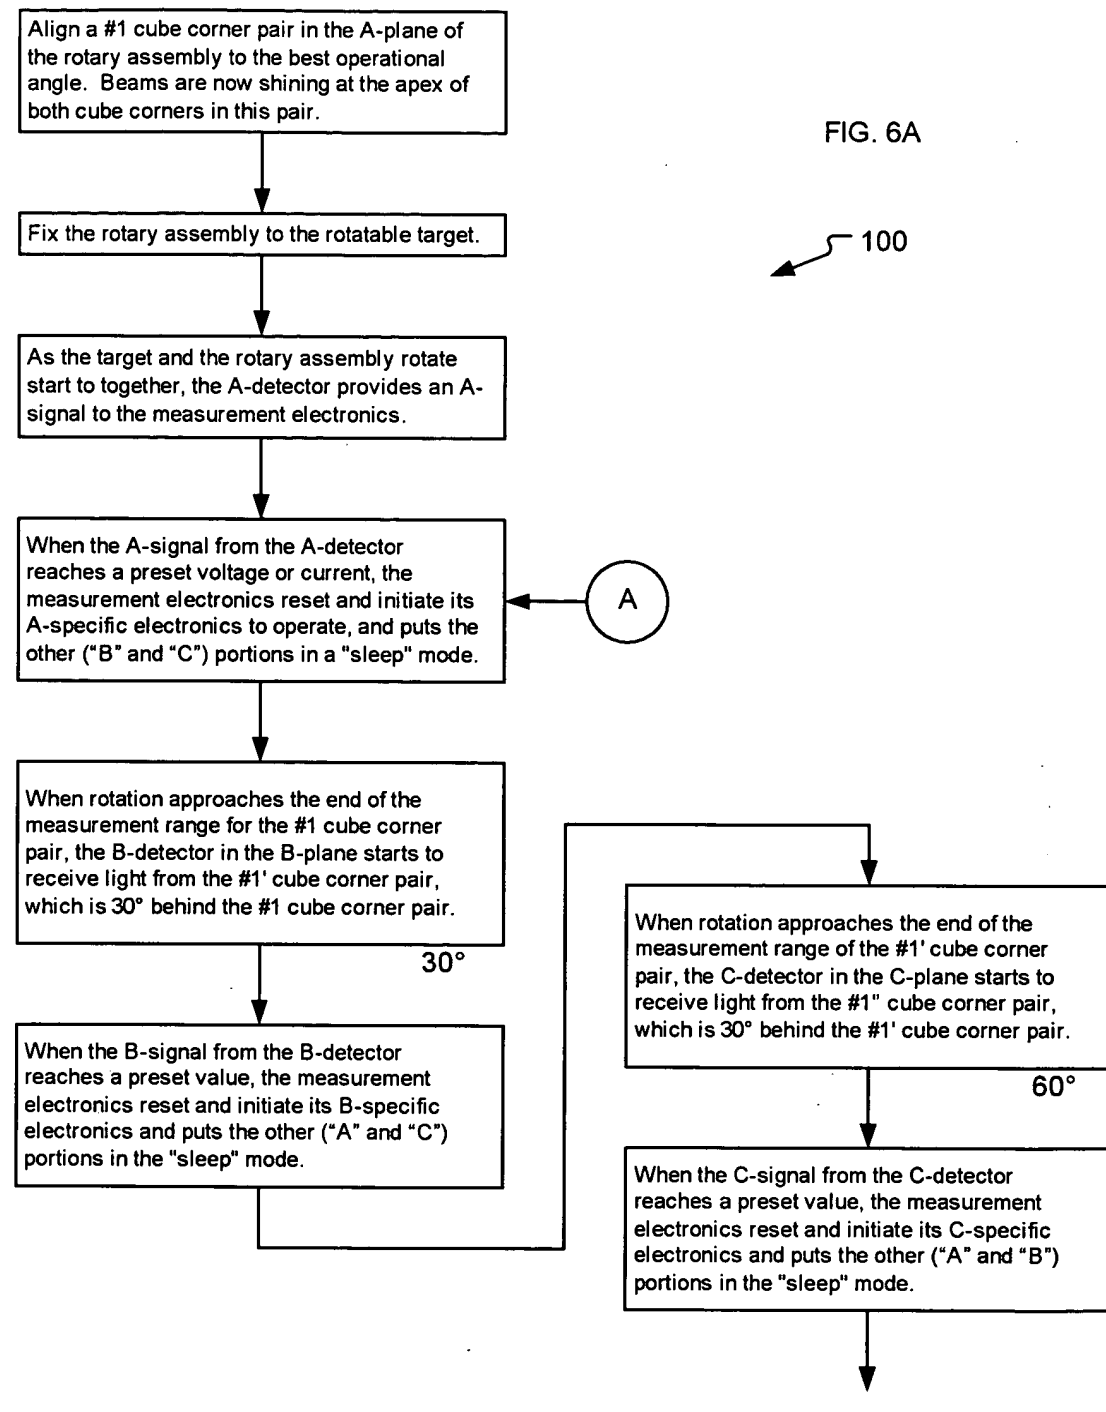 Align a #1 cube corner pair in the A-plane of
the rotary assembly to the best operational
angle. Beams are now shining at the apex of
both cube corners in this pair.
FIG. 6A
100
Fix the rotary assembly to the rotatable target.
As the target and the rotary assembly rotate
start to together, the A-detector provides an A-
signal to the measurement electronics.
When the A-signal from the A-detector
reaches a preset voltage or current, the
measurement electronics reset and initiate its
A-specific electronics to operate, and puts the
other ("B" and "C") portions in a "sleep" mode.
A
When rotation approaches the end of the
measurement range for the #1 cube corner
pair, the B-detector in the B-plane starts to
receive light from the #1' cube corner pair,
which is 30° behind the #1 cube corner pair.
30°
When the B-signal from the B-detector
reaches a preset value, the measurement
electronics reset and initiate its B-specific
electronics and puts the other ("A" and "C")
portions in the "sleep" mode.
When rotation approaches the end of the
measurement range of the #1' cube corner
pair, the C-detector in the C-plane starts to
receive light from the #1" cube corner pair,
which is 30° behind the #1' cube corner pair.
60°
When the C-signal from the C-detector
reaches a preset value, the measurement
electronics reset and initiate its C-specific
electronics and puts the other ("A" and "B")
portions in the "sleep" mode.